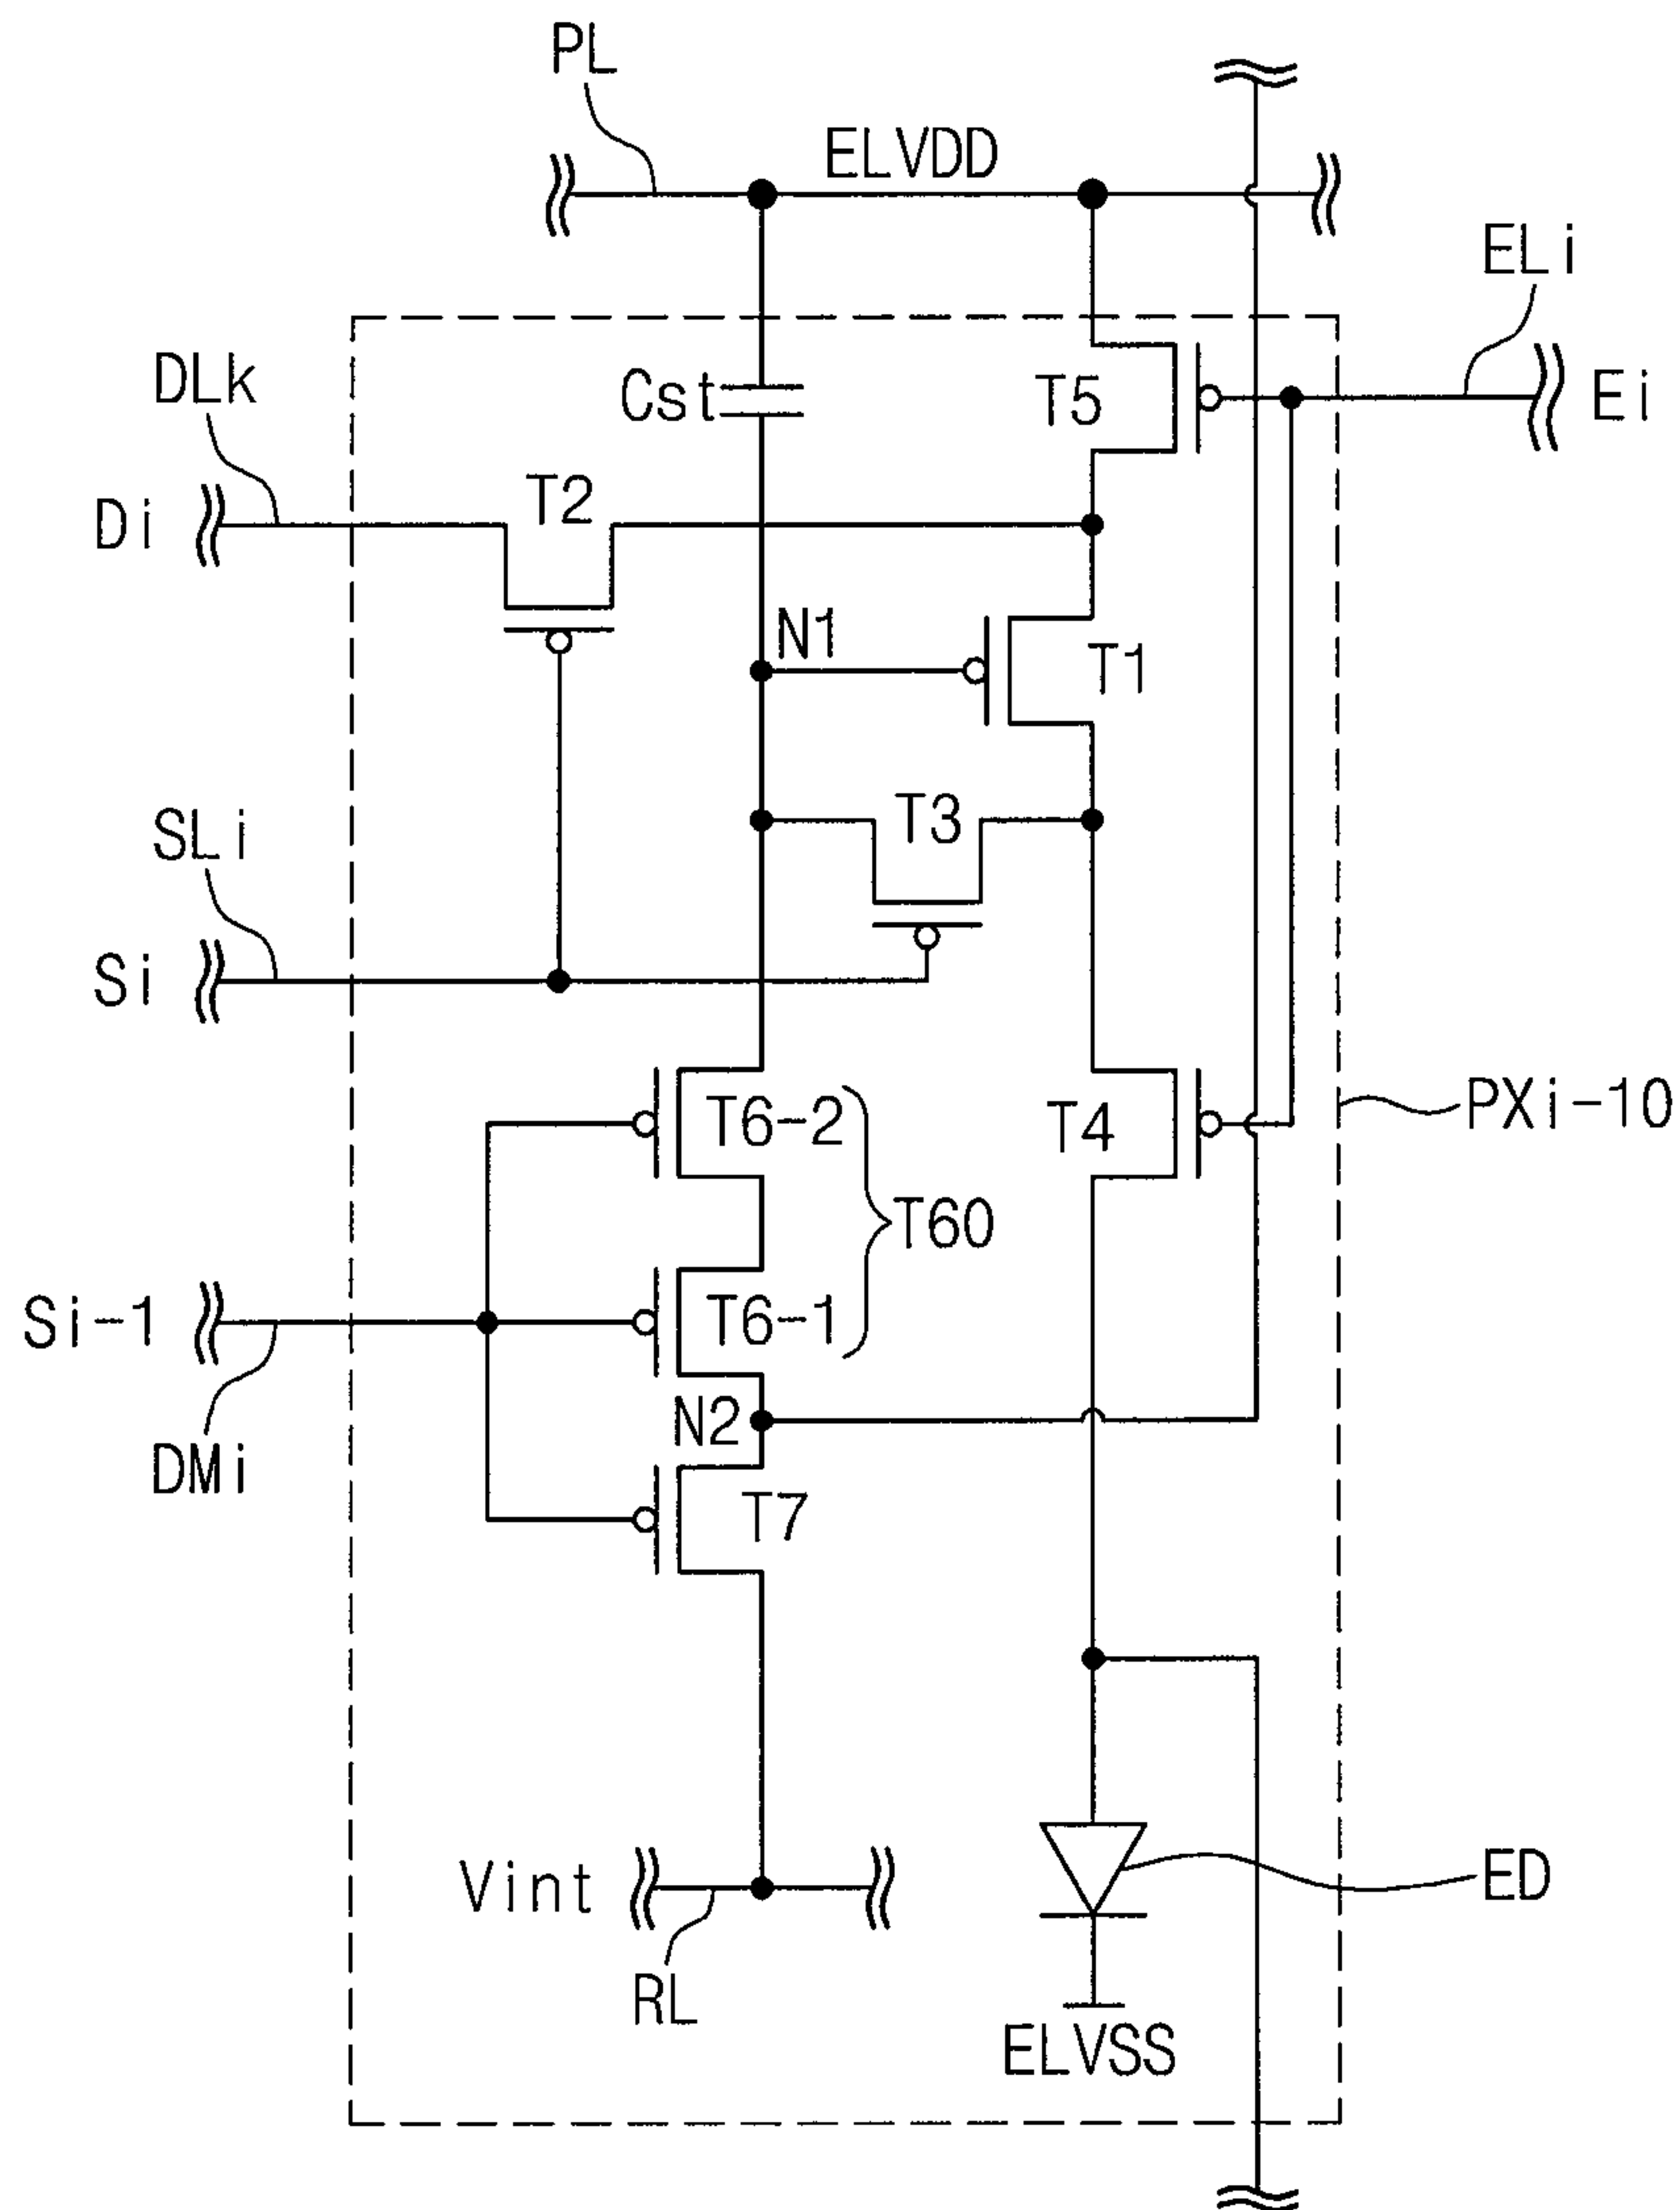 PL
ELVDD
ELi
DLk
Cst
T5
Ei
T2
Di
N1
T1
T3
SLi
Si
T6-2
T4
PXi-10
T60
Si-1
T6-1
N2
DMi
T7
Vint
ED
RL
ELVSS